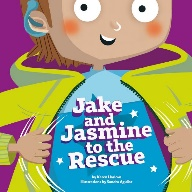 Jake
and
Jasmine
to the
Rescue